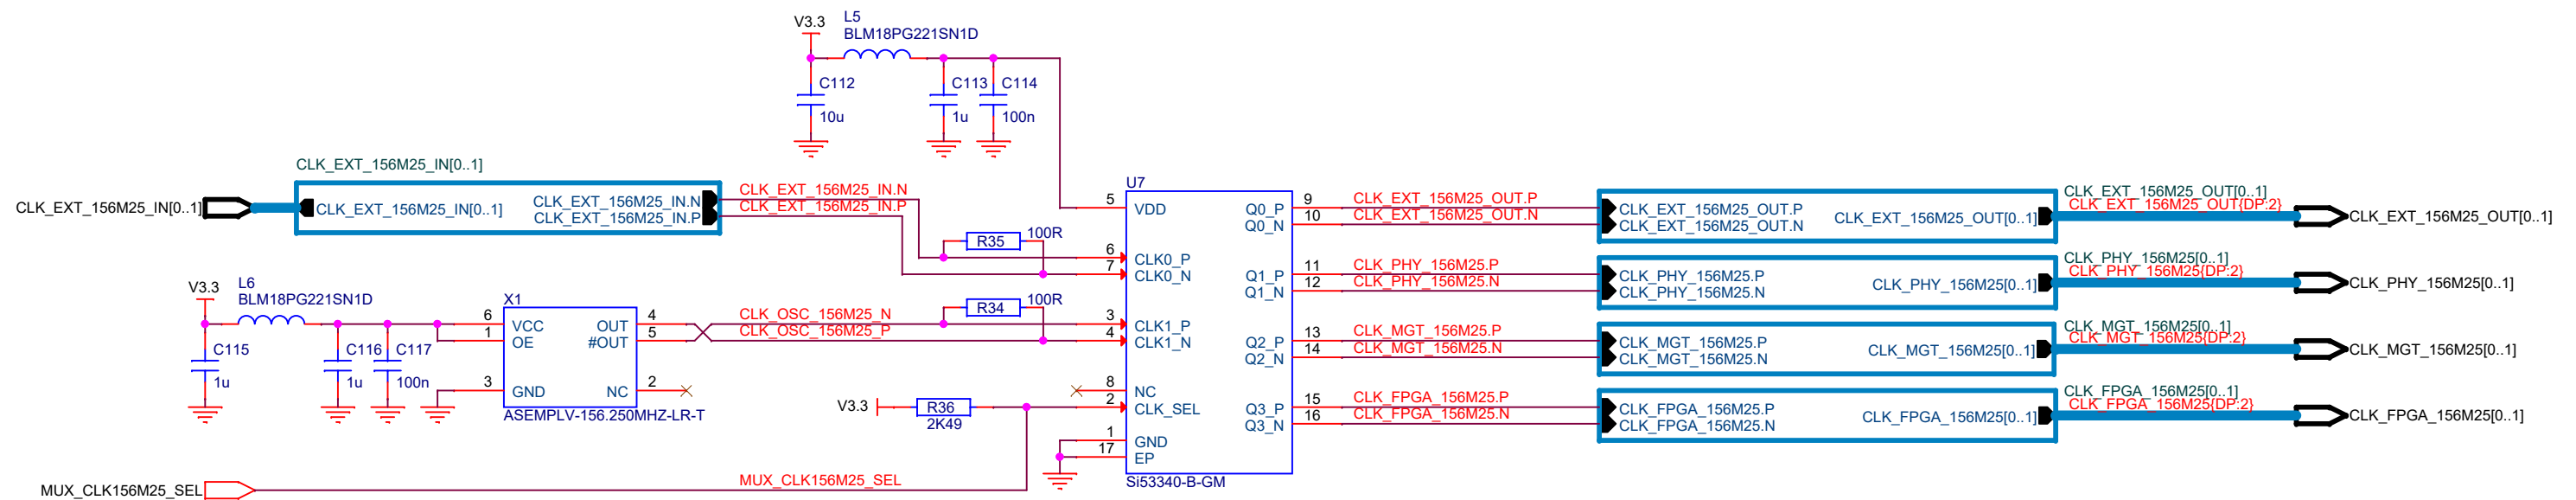 V3.3
L5
BLM18PG221SN1D
C112
10u
C113
1u
C114
100n
CLK_EXT_156M25_IN[0..1]
CLK_EXT_156M25_IN[0..1]
CLK_EXT_156M25_IN[0..1]
CLK_EXT_156M25_IN.N
CLK_EXT_156M25_IN.P
CLK_EXT_156M25_IN.N
CLK_EXT_156M25_IN.P
R35
100R
V3.3
L6
BLM18PG221SN1D
C115
1u
C116
1u
C117
100n
X1
6
VCC
1
OE
3
GND
OUT
4
#OUT
5
NC
2
ASEMPLV-156.250MHZ-LR-T
CLK_OSC_156M25_N
CLK_OSC_156M25_P
R34
100R
V3.3
R36
2K49
MUX_CLK156M25_SEL
MUX_CLK156M25_SEL
U7
5
VDD
6
CLK0_P
7
CLK0_N
3
CLK1_P
4
CLK1_N
8
NC
2
CLK_SEL
1
GND
17
EP
Q0_P
9
Q0_N
10
Q1_P
11
Q1_N
12
Q2_P
13
Q2_N
14
Q3_P
15
Q3_N
16
Si53340-B-GM
CLK_EXT_156M25_OUT.P
CLK_EXT_156M25_OUT.N
CLK_EXT_156M25_OUT.P
CLK_EXT_156M25_OUT.N
CLK_EXT_156M25_OUT[0..1]
CLK_EXT_156M25_OUT[0..1]
CLK_EXT_156M25_OUT{DP:2}
CLK_EXT_156M25_OUT[0..1]
CLK_PHY_156M25.P
CLK_PHY_156M25.N
CLK_PHY_156M25.P
CLK_PHY_156M25.N
CLK_PHY_156M25[0..1]
CLK_PHY_156M25[0..1]
CLK_PHY_156M25{DP:2}
CLK_PHY_156M25[0..1]
CLK_MGT_156M25.P
CLK_MGT_156M25.N
CLK_MGT_156M25.P
CLK_MGT_156M25.N
CLK_MGT_156M25[0..1]
CLK_MGT_156M25[0..1]
CLK_MGT_156M25{DP:2}
CLK_MGT_156M25[0..1]
CLK_FPGA_156M25.P
CLK_FPGA_156M25.N
CLK_FPGA_156M25.P
CLK_FPGA_156M25.N
CLK_FPGA_156M25[0..1]
CLK_FPGA_156M25[0..1]
CLK_FPGA_156M25{DP:2}
CLK_FPGA_156M25[0..1]